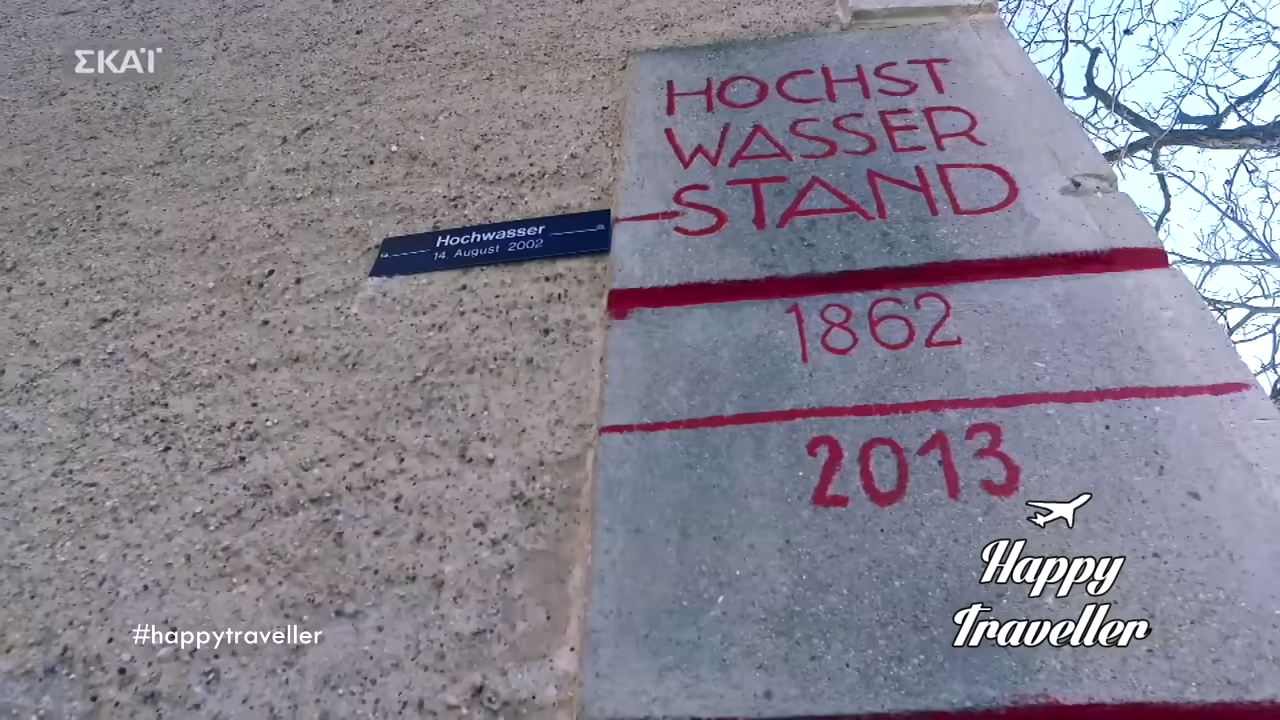 ΣΚΑΪ
HOCHST
WASSER
STAND
Hochwasser
14. August 2002
1862
2013
Happy
Traveller
#happytraveller